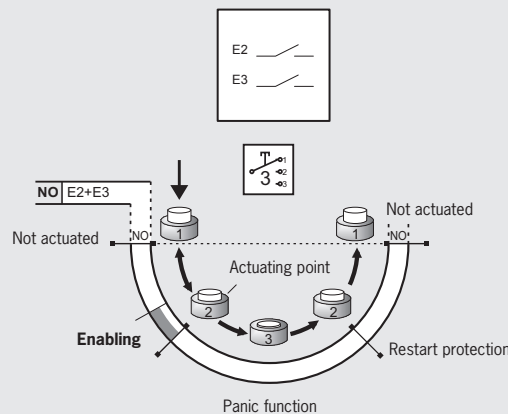 E2
E3
1
2
3
3
NO E2+E3
Not actuated
NO
1
1
Not actuated
NO
Actuating point
2
2
3
Enabling
Restart protection
Panic function